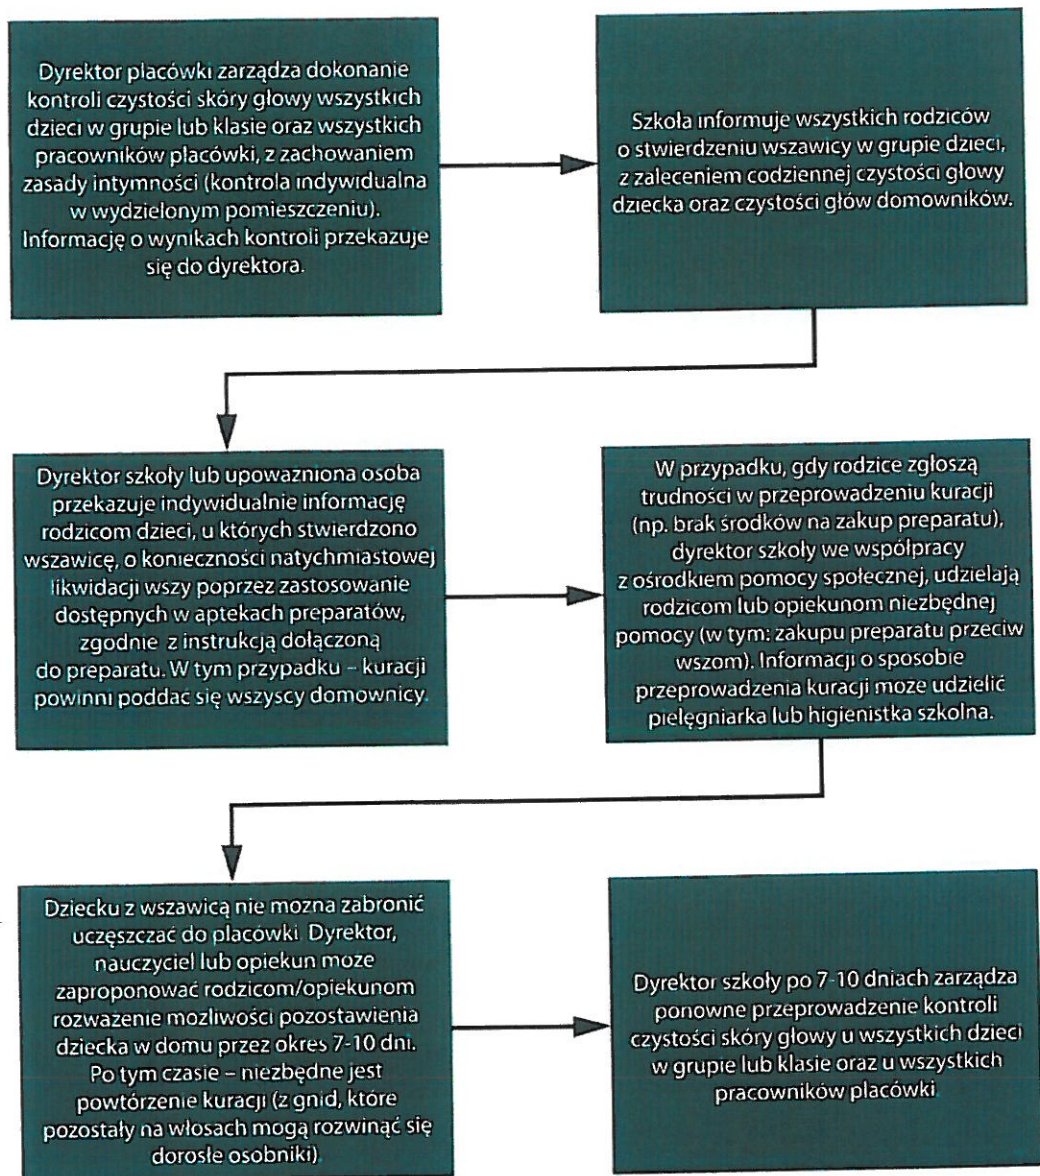 Dyrektor placówki zarządza dokonanie
kontroli czystości skóry głowy wszystkich
dzieci w grupie lub klasie oraz wszystkich
pracowników placówki, z zachowaniem
zasady intymności (kontrola indywidualna
w wydzielonym pomieszczeniu).
Informację o wynikach kontroli przekazuje
się do dyrektora.
Szkoła informuje wszystkich rodziców
o stwierdzeniu wszawicy w grupie dzieci,
z zaleceniem codziennej czystości głowy
dziecka oraz czystości głów domowników.
Dyrektor szkoły lub upoważniona osoba
przekazuje indywidualnie informację
rodzicom dzieci, u których stwierdzono
wszawicę, o konieczności natychmiastowej
likwidacji wszy poprzez zastosowanie
dostępnych w aptekach preparatów,
zgodnie z instrukcją dołączoną
do preparatu. W tym przypadku – kuracji
powinni poddać się wszyscy domownicy.
W przypadku, gdy rodzice zgłoszą
trudności w przeprowadzeniu kuracji
(np. brak środków na zakup preparatu),
dyrektor szkoły we współpracy
z ośrodkiem pomocy społecznej, udzielają
rodzicom lub opiekunom niezbędnej
pomocy (w tym: zakupu preparatu przeciw
wszom). Informacji o sposobie
przeprowadzenia kuracji może udzielić
pielęgniarka lub higienistka szkolna.
Dziecku z wszawicą nie można zabronić
uczęszczać do placówki. Dyrektor,
nauczyciel lub opiekun może
zaproponować rodzicom/opiekunom
rozważenie możliwości pozostawienia
dziecka w domu przez okres 7-10 dni.
Po tym czasie – niezbędne jest
powtórzenie kuracji (z gnid, które
pozostały na włosach mogą rozwinąć się
dorosłe osobniki)
Dyrektor szkoły po 7-10 dniach zarządza
ponowne przeprowadzenie kontroli
czystości skóry głowy u wszystkich dzieci
w grupie lub klasie oraz u wszystkich
pracowników placówki